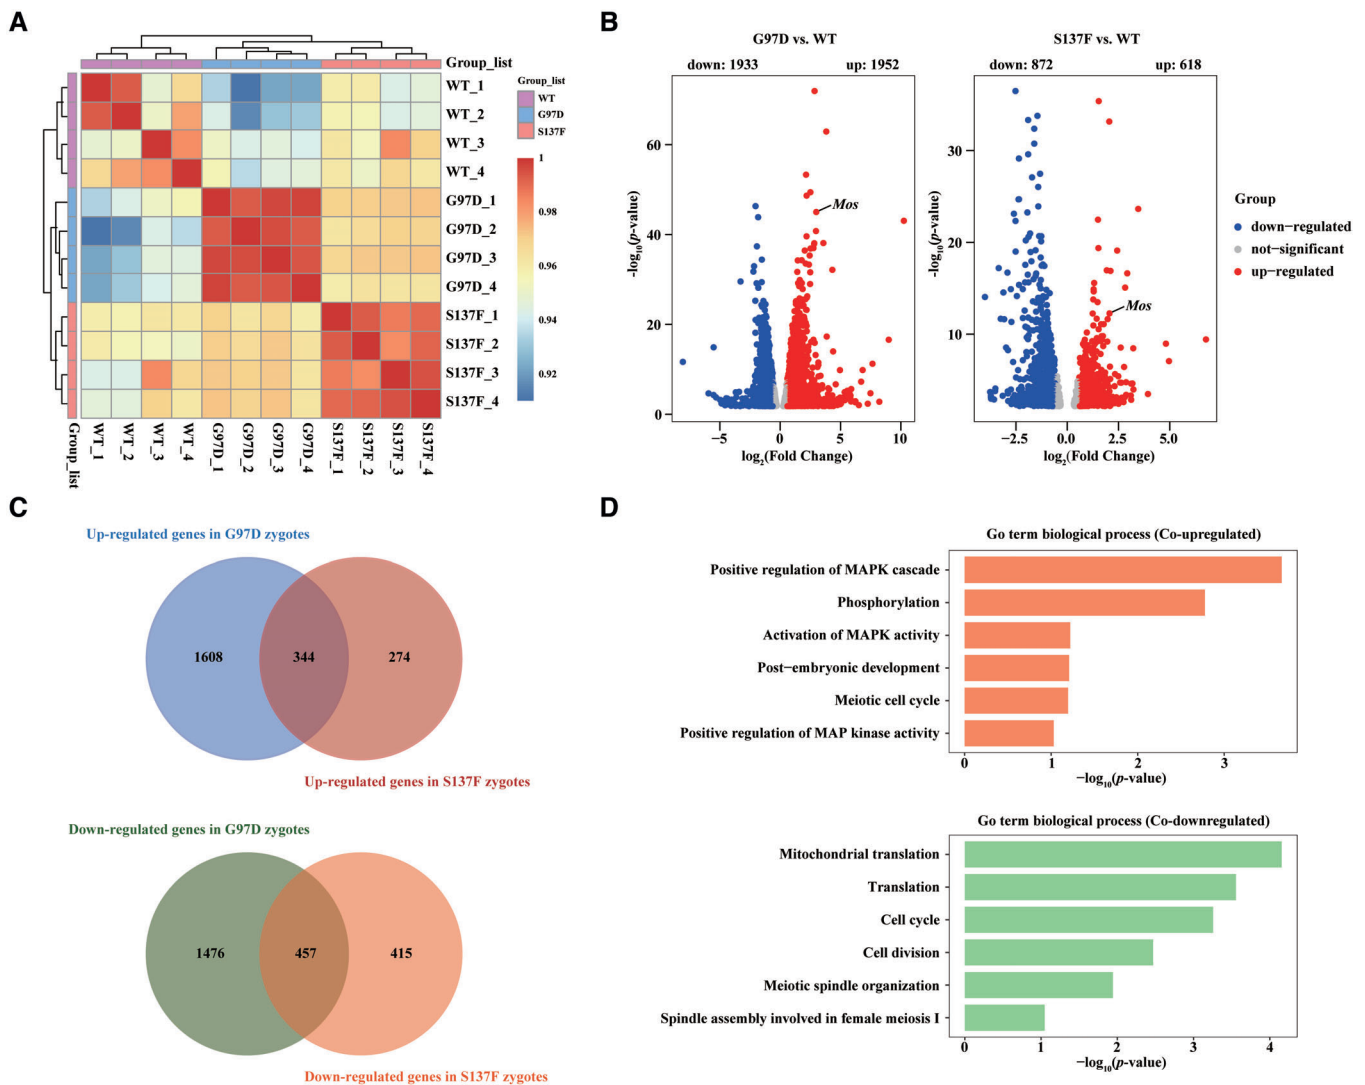 A
Group_list
WT_1
WT_2
WT_3
WT_4
G97D_1
G97D_2
G97D_3
G97D_4
S137F_1
S137F_2
S137F_3
S137F_4
Group_list
WT
G97D
S137F
1
0.98
0.96
0.94
0.92
Group_list
WT_1
WT_2
WT_3
WT_4
G97D_1
G97D_2
G97D_3
G97D_4
S137F_1
S137F_2
S137F_3
S137F_4
B
G97D vs. WT
down: 1933 up: 1952
-log10(p-value)
60
40
20
0
Mos
−5 0 5 10
log2(Fold Change)
S137F vs. WT
down: 872 up: 618
-log10(p-value)
30
20
10
Mos
−2.5 0.0 2.5 5.0
log2(Fold Change)
Group
down−regulated
not−significant
up−regulated
C
Up-regulated genes in G97D zygotes
1608 344 274
Up-regulated genes in S137F zygotes
Down-regulated genes in G97D zygotes
1476 457 415
Down-regulated genes in S137F zygotes
D
Go term biological process (Co-upregulated)
Positive regulation of MAPK cascade
Phosphorylation
Activation of MAPK activity
Post−embryonic development
Meiotic cell cycle
Positive regulation of MAP kinase activity
0 1 2 3
−log10(p-value)
Go term biological process (Co-downregulated)
Mitochondrial translation
Translation
Cell cycle
Cell division
Meiotic spindle organization
Spindle assembly involved in female meiosis I
0 1 2 3 4
−log10(p-value)